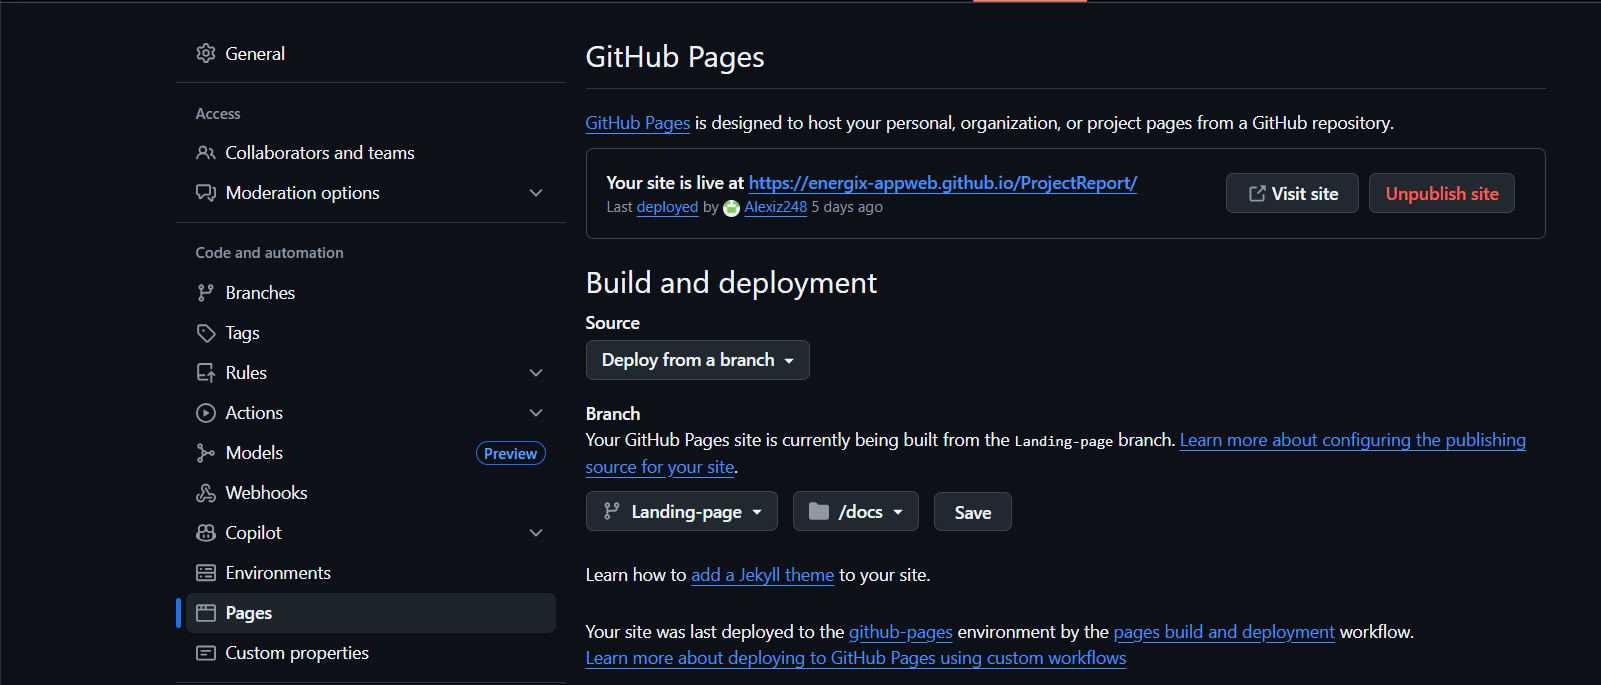 General
Access
Collaborators and teams
Moderation options
Code and automation
Branches
Tags
Rules
Actions
Models
Preview
Webhooks
Copilot
Environments
Pages
Custom properties
GitHub Pages
GitHub Pages is designed to host your personal, organization, or project pages from a GitHub repository.
Your site is live at https://energix-appweb.github.io/ProjectReport/
Last deployed by Alexiz248 5 days ago
Visit site
Unpublish site
Build and deployment
Source
Deploy from a branch
Branch
Your GitHub Pages site is currently being built from the Landing-page branch. Learn more about configuring the publishing
source for your site.
Landing-page
/docs
Save
Learn how to add a Jekyll theme to your site.
Your site was last deployed to the github-pages environment by the pages build and deployment workflow.
Learn more about deploying to GitHub Pages using custom workflows